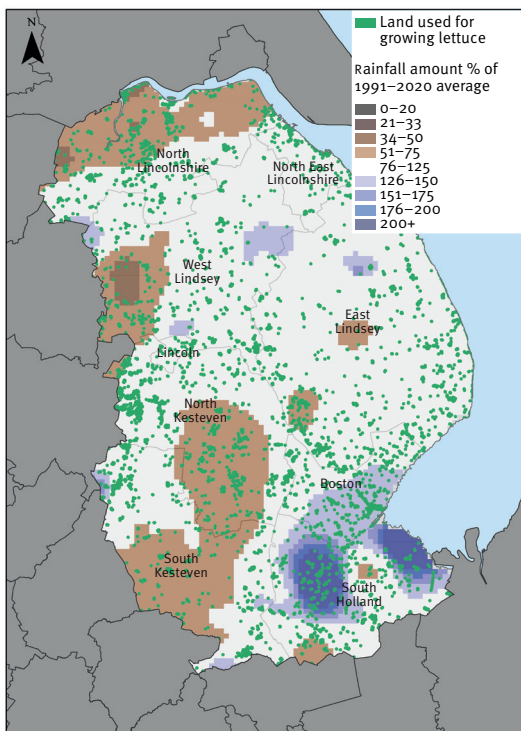 N
Land used for
growing lettuce
Rainfall amount % of
1991–2020 average
0–20
21–33
34–50
51–75
76–125
126–150
151–175
176–200
200+
North
Lincolnshire
North East
Lincolnshire
West
Lindsey
East
Lindsey
Lincoln
North
Kesteven
Boston
South
Kesteven
South
Holland